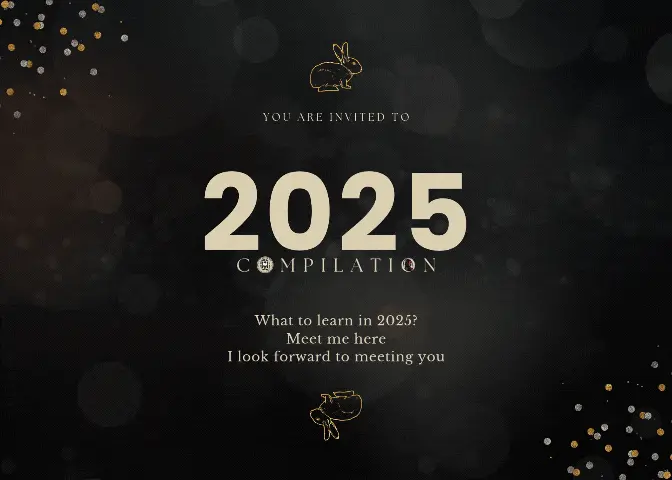 YOU ARE INVITED TO
2025
COMPILATION
What to learn in 2025?
Meet me here
I look forward to meeting you